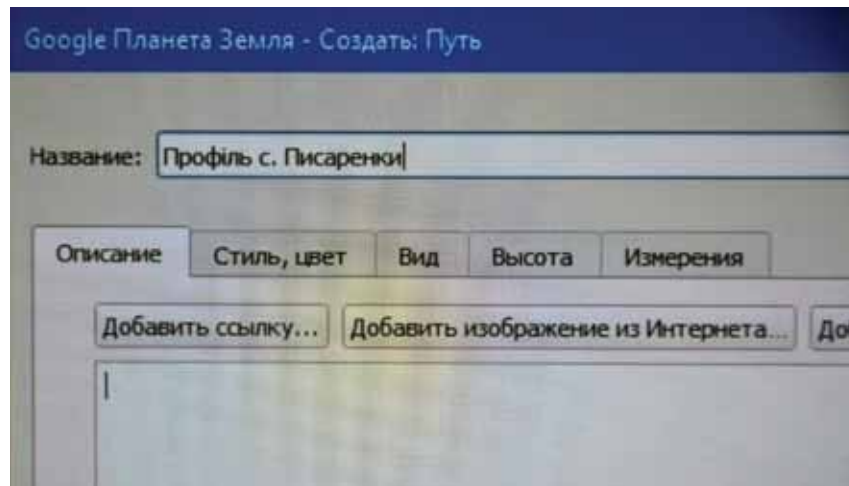 Google Планета Земля - Создать: Путь
Название: Профіль с. Писаренки
Описание Стиль, цвет Вид Высота Измерения
Добавить ссылку... Добавить изображение из Интернета...